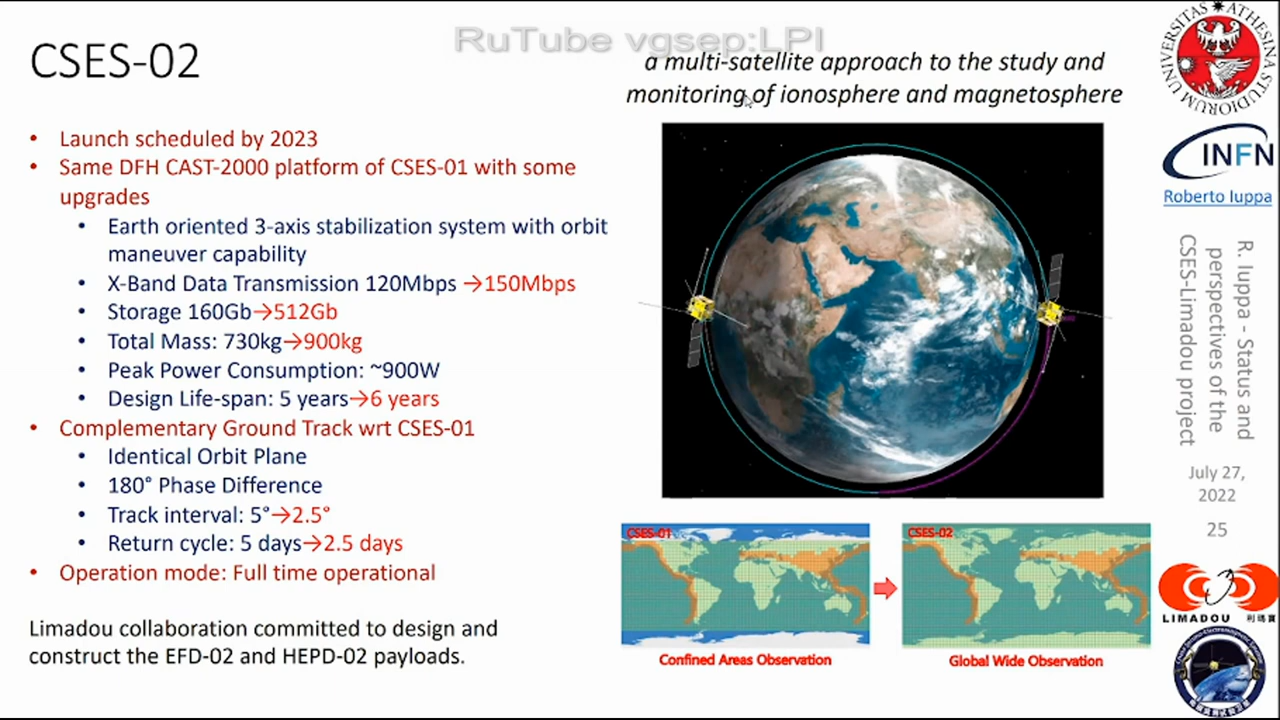 RuTube vgsep:LPI
CSES-02
a multi-satellite approach to the study and
monitoring of ionosphere and magnetosphere
• Launch scheduled by 2023
• Same DFH CAST-2000 platform of CSES-01 with some
upgrades
• Earth oriented 3-axis stabilization system with orbit
maneuver capability
• X-Band Data Transmission 120Mbps →150Mbps
• Storage 160Gb→512Gb
• Total Mass: 730kg→900kg
• Peak Power Consumption: ~900W
• Design Life-span: 5 years→6 years
• Complementary Ground Track wrt CSES-01
• Identical Orbit Plane
• 180° Phase Difference
• Track interval: 5°→2.5°
• Return cycle: 5 days→2.5 days
• Operation mode: Full time operational
Limadou collaboration committed to design and
construct the EFD-02 and HEPD-02 payloads.
CSES-01
CSES-02
Confined Areas Observation
Global Wide Observation
UNIVERSITAS ATHESINA STUDIORUM
INFN
Roberto Iuppa
R. Iuppa - Status and
perspectives of the
CSES-Limadou project
July 27,
2022
25
LIMADOU 利瑪竇